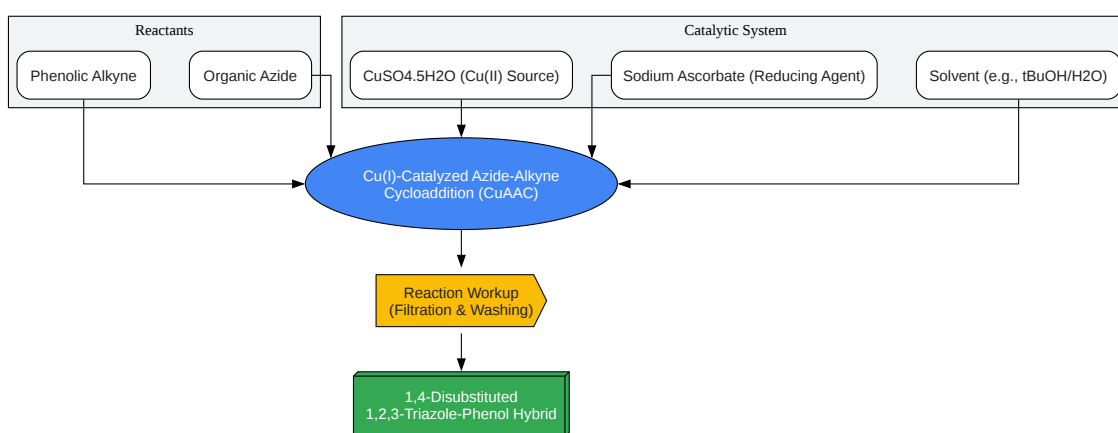 Reactants
Catalytic System
Phenolic Alkyne
Organic Azide
CuSO4.5H2O (Cu(II) Source)
Sodium Ascorbate (Reducing Agent)
Solvent (e.g., tBuOH/H2O)
Cu(I)-Catalyzed Azide-Alkyne
Cycloaddition (CuAAC)
Reaction Workup
(Filtration & Washing)
1,4-Disubstituted
1,2,3-Triazole-Phenol Hybrid